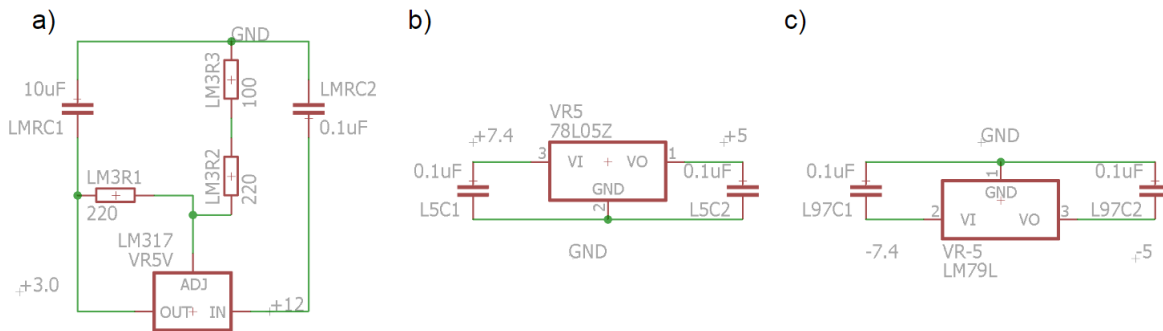 a)
GND
10uF
LMRC1
LM3R3
100
LMRC2
0.1uF
LM3R1
220
LM3R2
220
LM317
VR5V
ADJ
OUT
IN
+3.0
+12
b)
VR5
78L05Z
+7.4
+5
3
VI
VO
1
GND
2
0.1uF
L5C1
0.1uF
L5C2
GND
c)
GND
0.1uF
L97C1
0.1uF
L97C2
1
GND
2
VI
VO
3
-7.4
-5
VR-5
LM79L